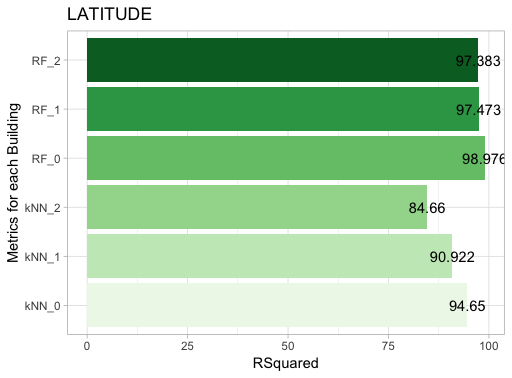 LATITUDE
Metrics for each Building
RF_2
97.383
RF_1
97.473
RF_0
98.976
kNN_2
84.66
kNN_1
90.922
kNN_0
94.65
0
25
50
75
100
RSquared